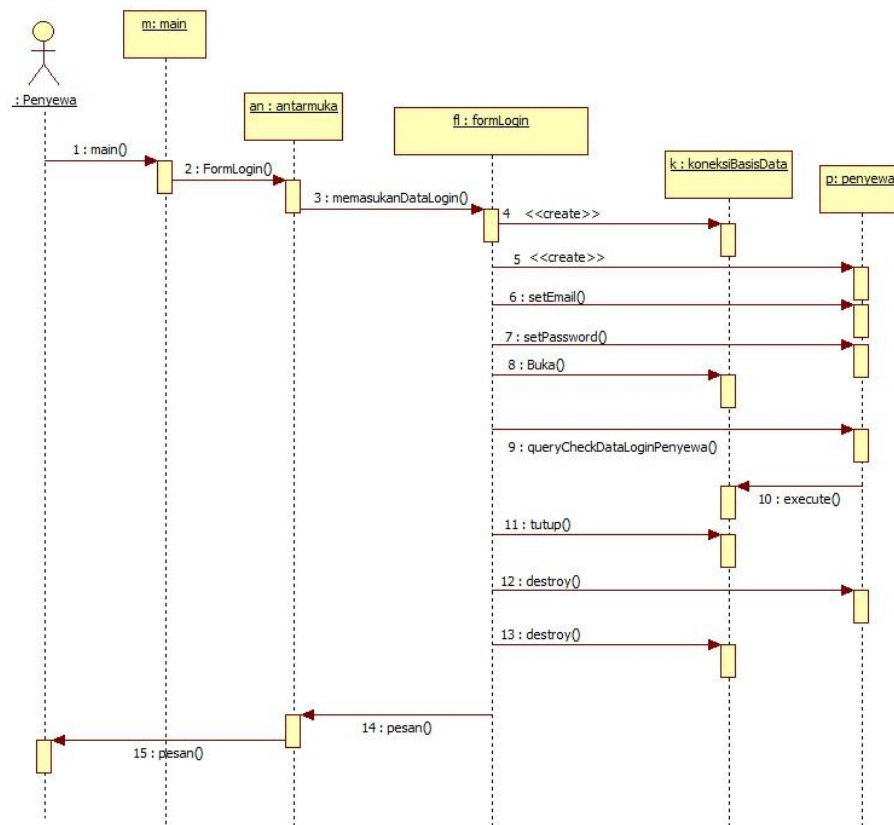 m: main
: Penyewa
an : antarmuka
fl : formLogin
k : koneksiBasisData
p: penyewa
1 : main()
2 : FormLogin()
3 : memasukanDataLogin()
4 <<create>>
5 <<create>>
6 : setEmail()
7 : setPassword()
8 : Buka()
9 : queryCheckDataLoginPenyewa()
10 : execute()
11 : tutup()
12 : destroy()
13 : destroy()
14 : pesan()
15 : pesan()